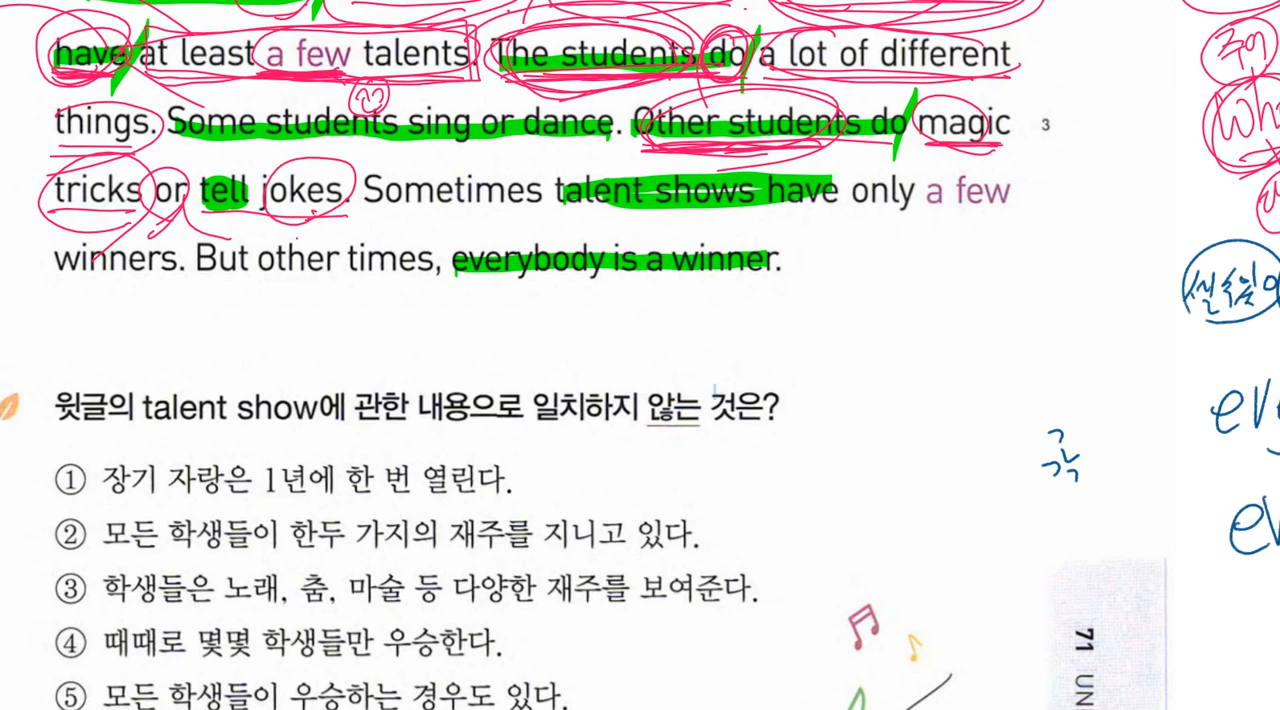 have at least a few talents. The students do a lot of different
things. Some students sing or dance. Other students do magic
3
tricks or tell jokes. Sometimes talent shows have only a few
winners. But other times, everybody is a winner.
윗글의 talent show에 관한 내용으로 일치하지 않는 것은?
① 장기 자랑은 1년에 한 번 열린다.
② 모든 학생들이 한두 가지의 재주를 지니고 있다.
③ 학생들은 노래, 춤, 마술 등 다양한 재주를 보여준다.
④ 때때로 몇몇 학생들만 우승한다.
⑤ 모든 학생들이 우승하는 경우도 있다.
주어
각
71 UN